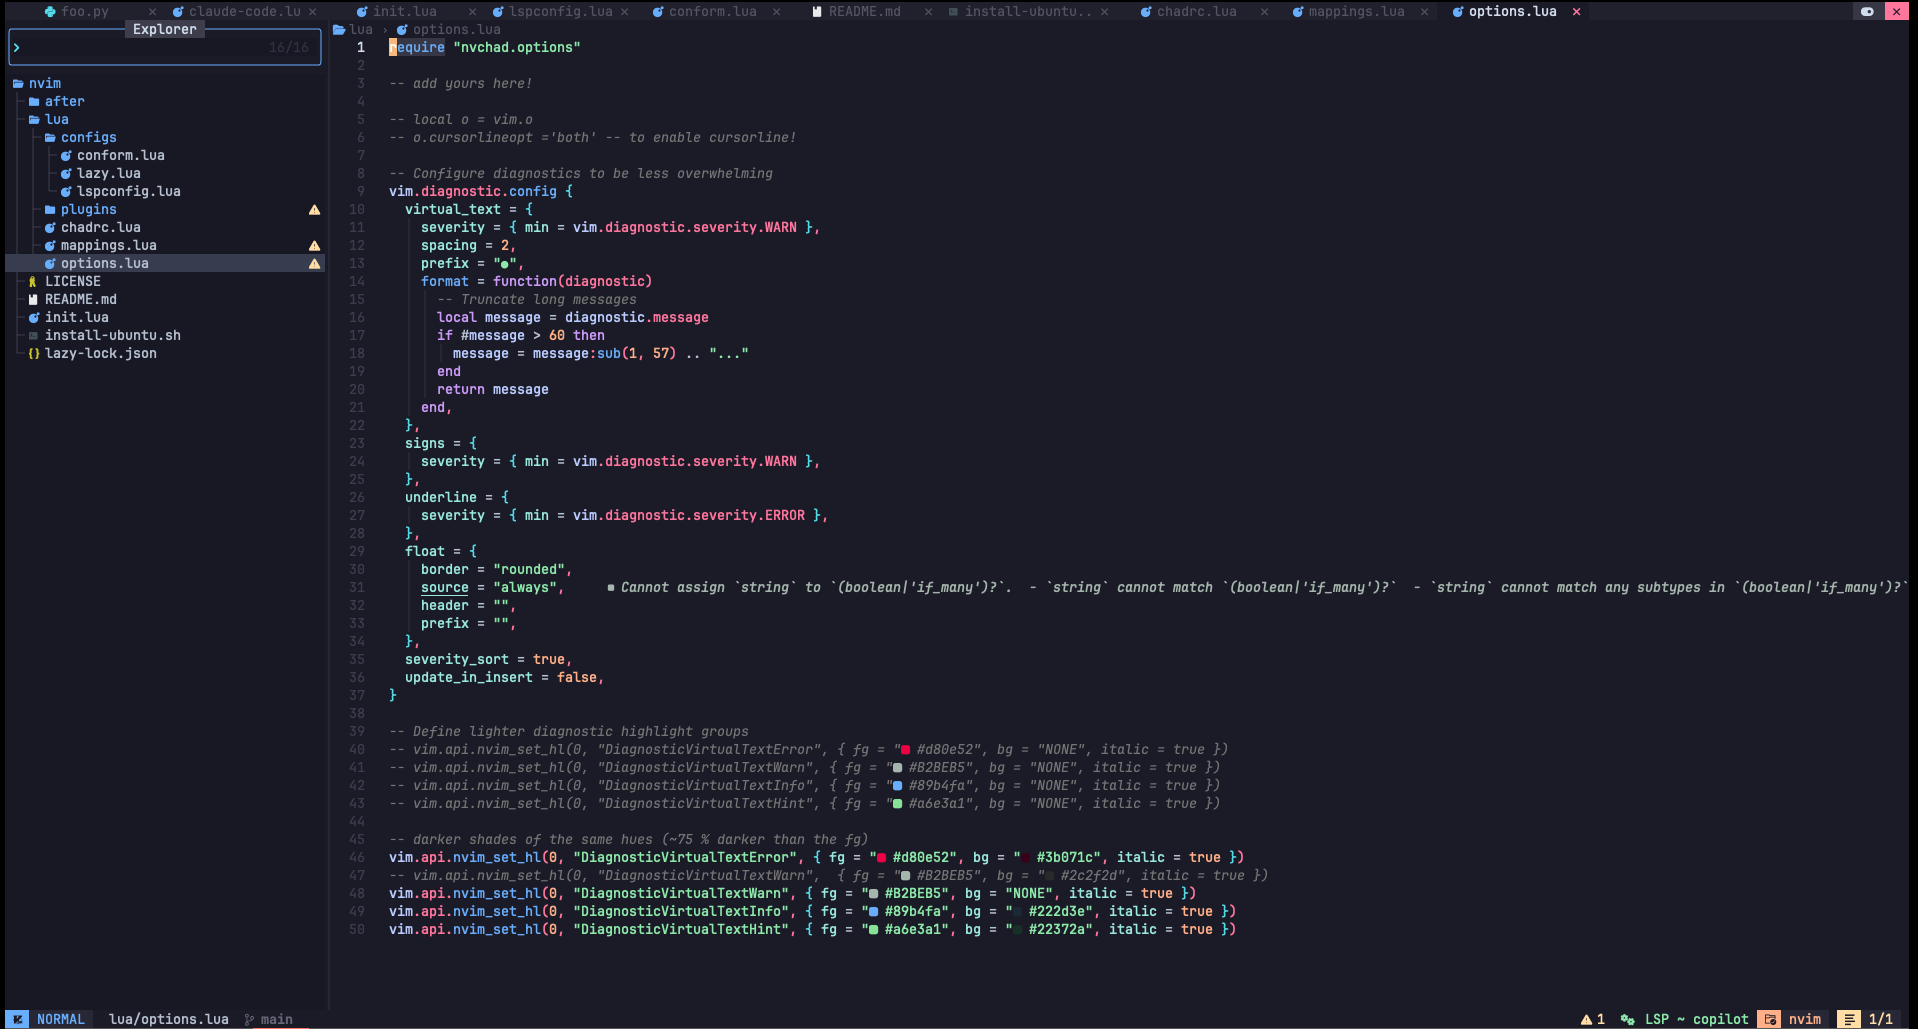 foo.py × claude-code.lu × init.lua × lspconfig.lua × conform.lua × README.md × install-ubuntu.. × chadrc.lua × mappings.lua × options.lua ×
Explorer
16/16
nvim
after
lua
configs
conform.lua
lazy.lua
lspconfig.lua
plugins
chadrc.lua
mappings.lua
options.lua
LICENSE
README.md
init.lua
install-ubuntu.sh
lazy-lock.json
lua › options.lua
1 require "nvchad.options"
2
3 -- add yours here!
4
5 -- local o = vim.o
6 -- o.cursorlineopt ='both' -- to enable cursorline!
7
8 -- Configure diagnostics to be less overwhelming
9 vim.diagnostic.config {
10 virtual_text = {
11 severity = { min = vim.diagnostic.severity.WARN },
12 spacing = 2,
13 prefix = "●",
14 format = function(diagnostic)
15 -- Truncate long messages
16 local message = diagnostic.message
17 if #message > 60 then
18 message = message:sub(1, 57) .. "..."
19 end
20 return message
21 end,
22 },
23 signs = {
24 severity = { min = vim.diagnostic.severity.WARN },
25 },
26 underline = {
27 severity = { min = vim.diagnostic.severity.ERROR },
28 },
29 float = {
30 border = "rounded",
31 source = "always", ■ Cannot assign `string` to `(boolean|'if_many')?`. - `string` cannot match `(boolean|'if_many')?` - `string` cannot match any subtypes in `(boolean|'if_many')?`
32 header = "",
33 prefix = "",
34 },
35 severity_sort = true,
36 update_in_insert = false,
37 }
38
39 -- Define lighter diagnostic highlight groups
40 -- vim.api.nvim_set_hl(0, "DiagnosticVirtualTextError", { fg = "#d80e52", bg = "NONE", italic = true })
41 -- vim.api.nvim_set_hl(0, "DiagnosticVirtualTextWarn", { fg = "#B2BEB5", bg = "NONE", italic = true })
42 -- vim.api.nvim_set_hl(0, "DiagnosticVirtualTextInfo", { fg = "#89b4fa", bg = "NONE", italic = true })
43 -- vim.api.nvim_set_hl(0, "DiagnosticVirtualTextHint", { fg = "#a6e3a1", bg = "NONE", italic = true })
44
45 -- darker shades of the same hues (~75 % darker than the fg)
46 vim.api.nvim_set_hl(0, "DiagnosticVirtualTextError", { fg = "#d80e52", bg = "#3b071c", italic = true })
47 -- vim.api.nvim_set_hl(0, "DiagnosticVirtualTextWarn", { fg = "#B2BEB5", bg = "#2c2f2d", italic = true })
48 vim.api.nvim_set_hl(0, "DiagnosticVirtualTextWarn", { fg = "#B2BEB5", bg = "NONE", italic = true })
49 vim.api.nvim_set_hl(0, "DiagnosticVirtualTextInfo", { fg = "#89b4fa", bg = "#222d3e", italic = true })
50 vim.api.nvim_set_hl(0, "DiagnosticVirtualTextHint", { fg = "#a6e3a1", bg = "#22372a", italic = true })
NORMAL lua/options.lua main 1 LSP ~ copilot nvim 1/1